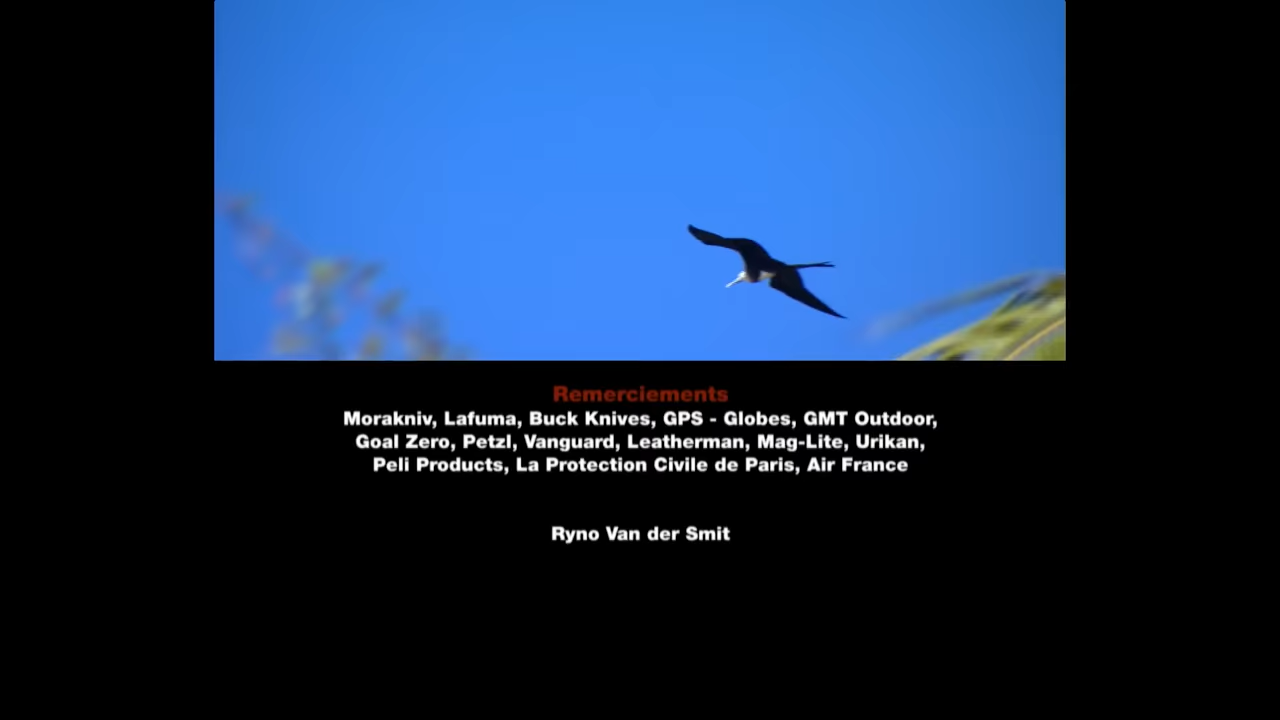 Remerciements
Morakniv, Lafuma, Buck Knives, GPS - Globes, GMT Outdoor,
Goal Zero, Petzl, Vanguard, Leatherman, Mag-Lite, Urikan,
Peli Products, La Protection Civile de Paris, Air France
Ryno Van der Smit